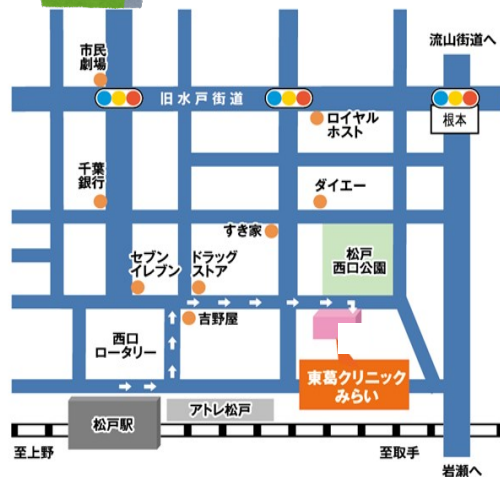 市民
劇場
流山街道へ
旧水戸街道
根本
ロイヤル
ホスト
千葉
銀行
ダイエー
すき家
松戸
西口公園
セブン
イレブン
ドラッグ
ストア
吉野屋
西口
ロータリー
東葛クリニック
みらい
アトレ松戸
松戸駅
至上野
至取手
岩瀬へ